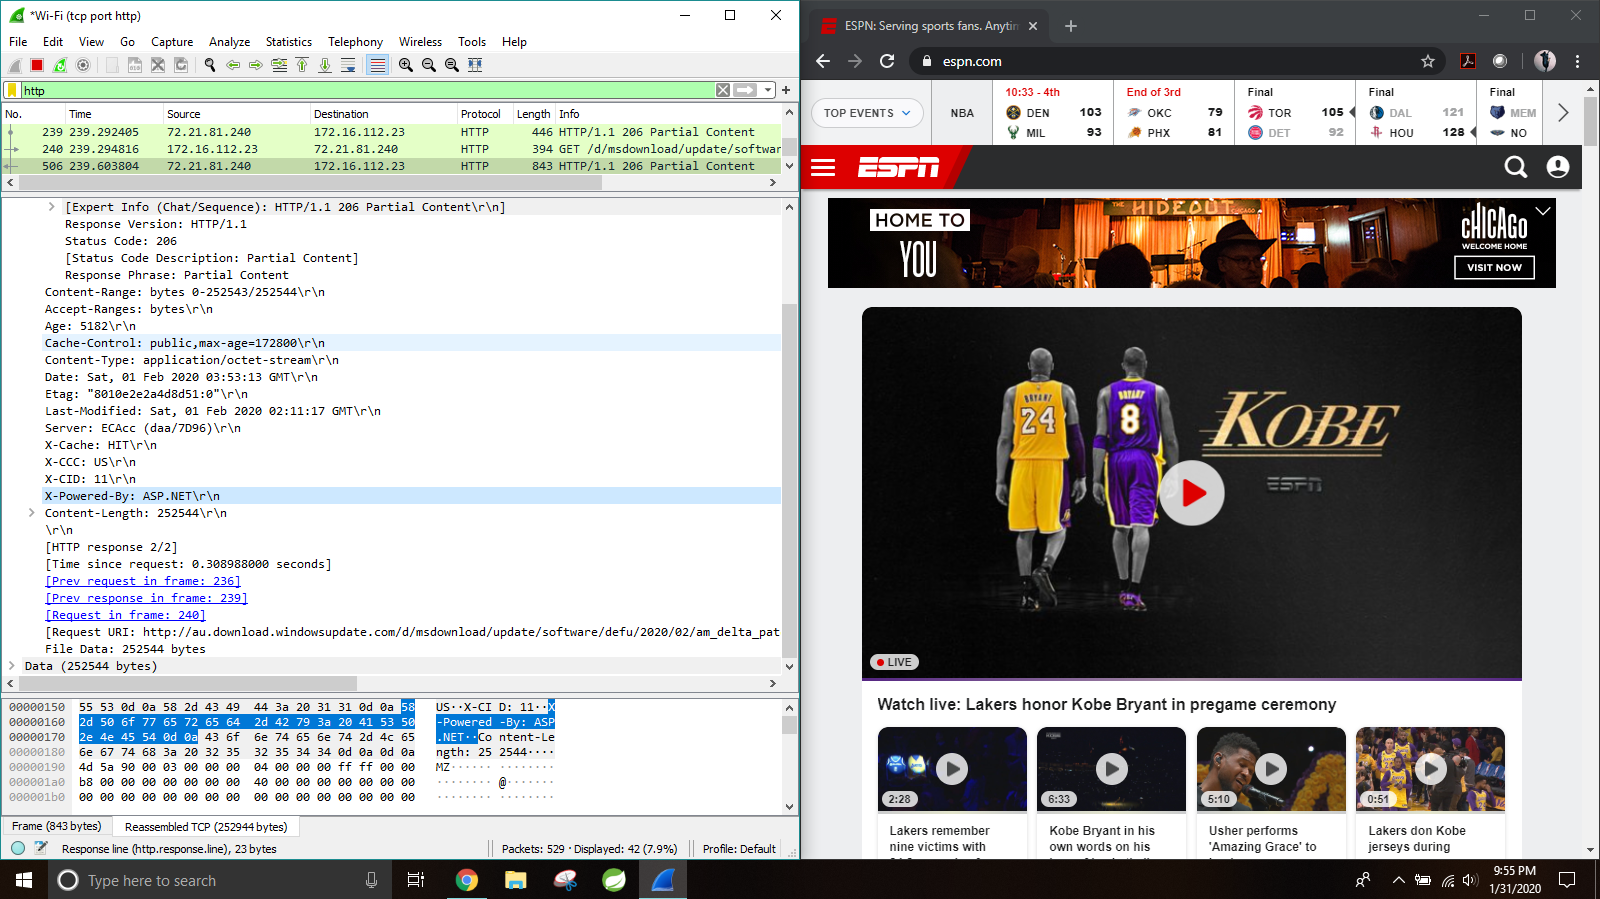 *Wi-Fi (tcp port http)
File Edit View Go Capture Analyze Statistics Telephony Wireless Tools Help
http
No. Time Source Destination Protocol Length Info
239 239.292405 72.21.81.240 172.16.112.23 HTTP 446 HTTP/1.1 206 Partial Content
240 239.294816 172.16.112.23 72.21.81.240 HTTP 394 GET /d/msdownload/update/softwar
506 239.603804 72.21.81.240 172.16.112.23 HTTP 843 HTTP/1.1 206 Partial Content
[Expert Info (Chat/Sequence): HTTP/1.1 206 Partial Content\r\n]
Response Version: HTTP/1.1
Status Code: 206
[Status Code Description: Partial Content]
Response Phrase: Partial Content
Content-Range: bytes 0-252543/252544\r\n
Accept-Ranges: bytes\r\n
Age: 5182\r\n
Cache-Control: public,max-age=172800\r\n
Content-Type: application/octet-stream\r\n
Date: Sat, 01 Feb 2020 03:53:13 GMT\r\n
Etag: "8010e2e2a4d8d51:0"\r\n
Last-Modified: Sat, 01 Feb 2020 02:11:17 GMT\r\n
Server: ECAcc (daa/7D96)\r\n
X-Cache: HIT\r\n
X-CCC: US\r\n
X-CID: 11\r\n
X-Powered-By: ASP.NET\r\n
Content-Length: 252544\r\n
\r\n
[HTTP response 2/2]
[Time since request: 0.308988000 seconds]
[Prev request in frame: 236]
[Prev response in frame: 239]
[Request in frame: 240]
[Request URI: http://au.download.windowsupdate.com/d/msdownload/update/software/defu/2020/02/am_delta_pat
File Data: 252544 bytes
Data (252544 bytes)
00000150 55 53 0d 0a 58 2d 43 49 44 3a 20 31 31 0d 0a 58 US··X-CI D: 11··X
00000160 2d 50 6f 77 65 72 65 64 2d 42 79 3a 20 41 53 50 -Powered -By: ASP
00000170 2e 4e 45 54 0d 0a 43 6f 6e 74 65 6e 74 2d 4c 65 .NET··Co ntent-Le
00000180 6e 67 74 68 3a 20 32 35 32 35 34 34 0d 0a 0d 0a ngth: 25 2544····
00000190 4d 5a 90 00 03 00 00 00 04 00 00 00 ff ff 00 00 MZ······ ········
000001a0 b8 00 00 00 00 00 00 00 40 00 00 00 00 00 00 00 ········ @·······
000001b0 00 00 00 00 00 00 00 00 00 00 00 00 00 00 00 00 ········ ········
Frame (843 bytes) Reassembled TCP (252944 bytes)
Response line (http.response.line), 23 bytes Packets: 529 · Displayed: 42 (7.9%) Profile: Default
ESPN: Serving sports fans. Anytin
espn.com
TOP EVENTS
NBA
10:33 - 4th
DEN 103
MIL 93
End of 3rd
OKC 79
PHX 81
Final
TOR 105
DET 92
Final
DAL 121
HOU 128
Final
MEM
NO
ESPN
HOME TO
YOU
THE HIDEOUT
CHICAGO
CHICAGO
WELCOME HOME
VISIT NOW
BRYANT
24
BRYANT
8
KOBE
ESPN
LIVE
Watch live: Lakers honor Kobe Bryant in pregame ceremony
2:28
6:33
5:10
0:51
Lakers remember
nine victims with
Kobe Bryant in his
own words on his
Usher performs
'Amazing Grace' to
Lakers don Kobe
jerseys during
Type here to search
9:55 PM
1/31/2020